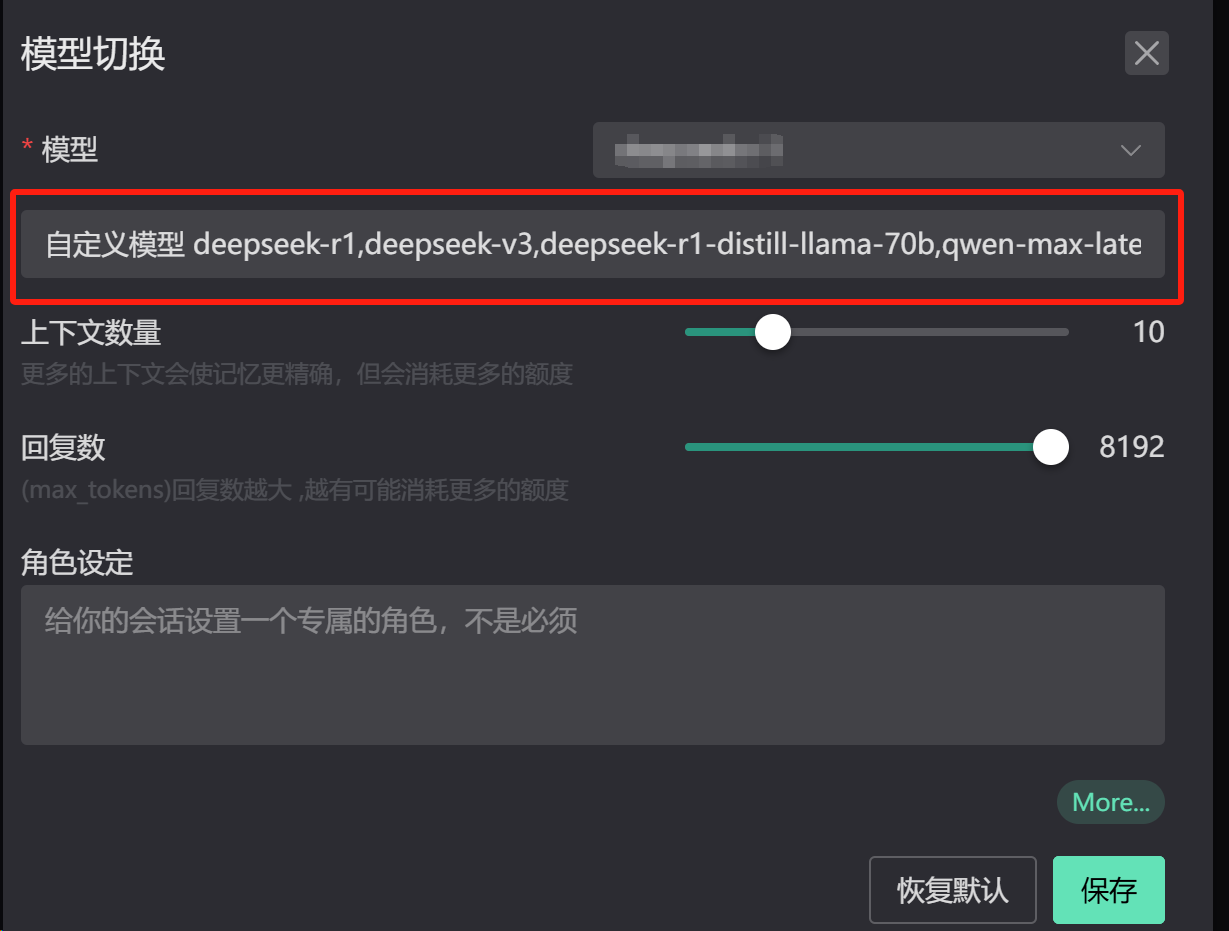 模型切换
* 模型
自定义模型 deepseek-r1,deepseek-v3,deepseek-r1-distill-llama-70b,qwen-max-late
上下文数量
10
更多的上下文会使记忆更精确，但会消耗更多的额度
回复数
8192
(max_tokens)回复数越大 ,越有可能消耗更多的额度
角色设定
给你的会话设置一个专属的角色，不是必须
More...
恢复默认
保存